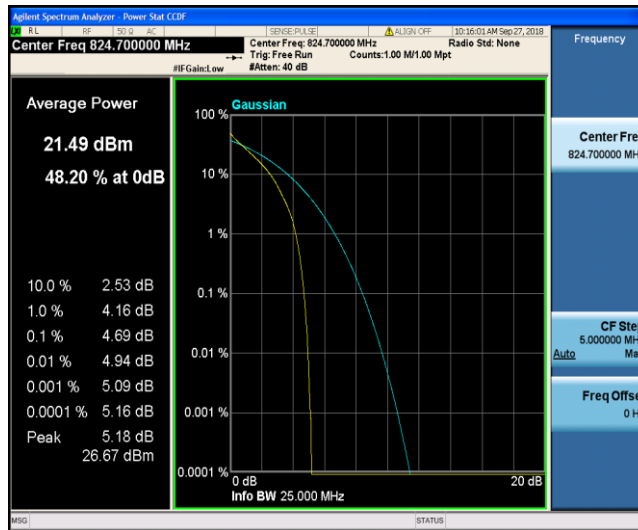 Agilent Spectrum Analyzer - Power Stat CCDF
RL RF 50 Ω AC SENSE:PULSE ALIGN OFF 10:16:01 AM Sep 27, 2018
Center Freq 824.700000 MHz
Center Freq: 824.700000 MHz Radio Std: None
Trig: Free Run Counts:1.00 M/1.00 Mpt
#IFGain:Low #Atten: 40 dB
Frequency
Average Power
21.49 dBm
48.20 % at 0dB
10.0 % 2.53 dB
1.0 % 4.16 dB
0.1 % 4.69 dB
0.01 % 4.94 dB
0.001 % 5.09 dB
0.0001 % 5.16 dB
Peak 5.18 dB
26.67 dBm
Gaussian
100 %
10 %
1 %
0.1 %
0.01 %
0.001 %
0.0001 %
0 dB 20 dB
Info BW 25.000 MHz
Center Fre
824.700000 MH
CF Ste
5.000000 MH
Auto Ma
Freq Offse
0 H
MSG STATUS